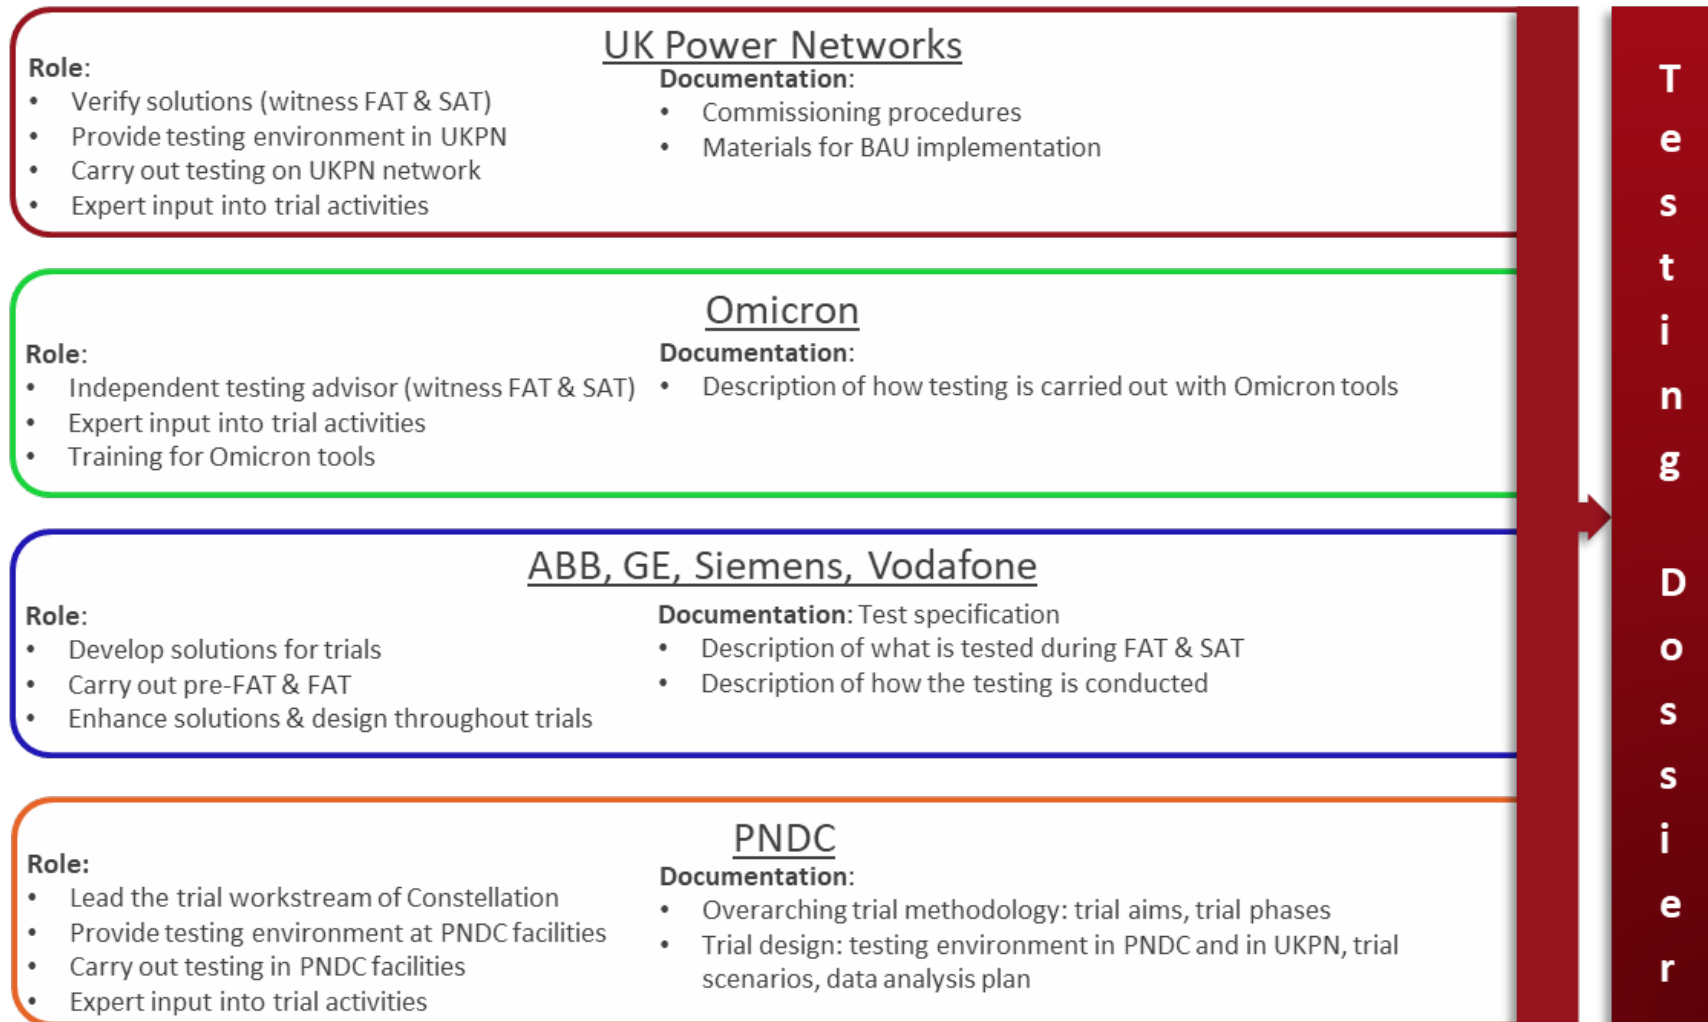 UK Power Networks
Role:
• Verify solutions (witness FAT & SAT)
• Provide testing environment in UKPN
• Carry out testing on UKPN network
• Expert input into trial activities
Documentation:
• Commissioning procedures
• Materials for BAU implementation
Omicron
Role:
• Independent testing advisor (witness FAT & SAT)
• Expert input into trial activities
• Training for Omicron tools
Documentation:
• Description of how testing is carried out with Omicron tools
ABB, GE, Siemens, Vodafone
Role:
• Develop solutions for trials
• Carry out pre-FAT & FAT
• Enhance solutions & design throughout trials
Documentation: Test specification
• Description of what is tested during FAT & SAT
• Description of how the testing is conducted
PNDC
Role:
• Lead the trial workstream of Constellation
• Provide testing environment at PNDC facilities
• Carry out testing in PNDC facilities
• Expert input into trial activities
Documentation:
• Overarching trial methodology: trial aims, trial phases
• Trial design: testing environment in PNDC and in UKPN, trial
scenarios, data analysis plan
Testing Dossier